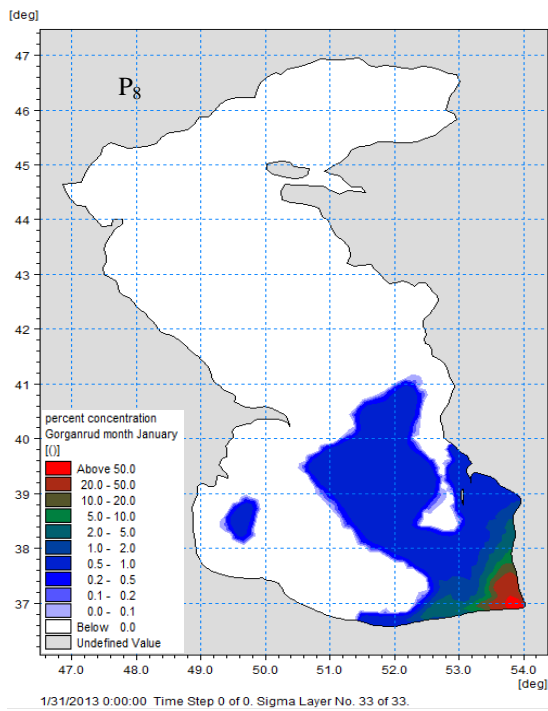 [deg]
47
P8
46
45
44
43
42
41
40
39
38
37
percent concentration
Gorganrud month January
[()]
Above 50.0
20.0 - 50.0
10.0 - 20.0
5.0 - 10.0
2.0 - 5.0
1.0 - 2.0
0.5 - 1.0
0.2 - 0.5
0.1 - 0.2
0.0 - 0.1
Below 0.0
Undefined Value
47.0 48.0 49.0 50.0 51.0 52.0 53.0 54.0
[deg]
1/31/2013 0:00:00 Time Step 0 of 0. Sigma Layer No. 33 of 33.